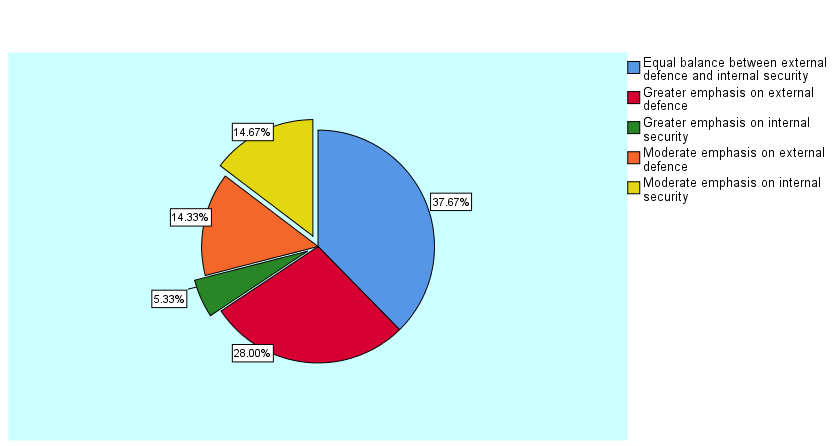 Equal balance between external
defence and internal security
Greater emphasis on external
defence
Greater emphasis on internal
security
Moderate emphasis on external
defence
Moderate emphasis on internal
security
14.67%
37.67%
14.33%
5.33%
28.00%